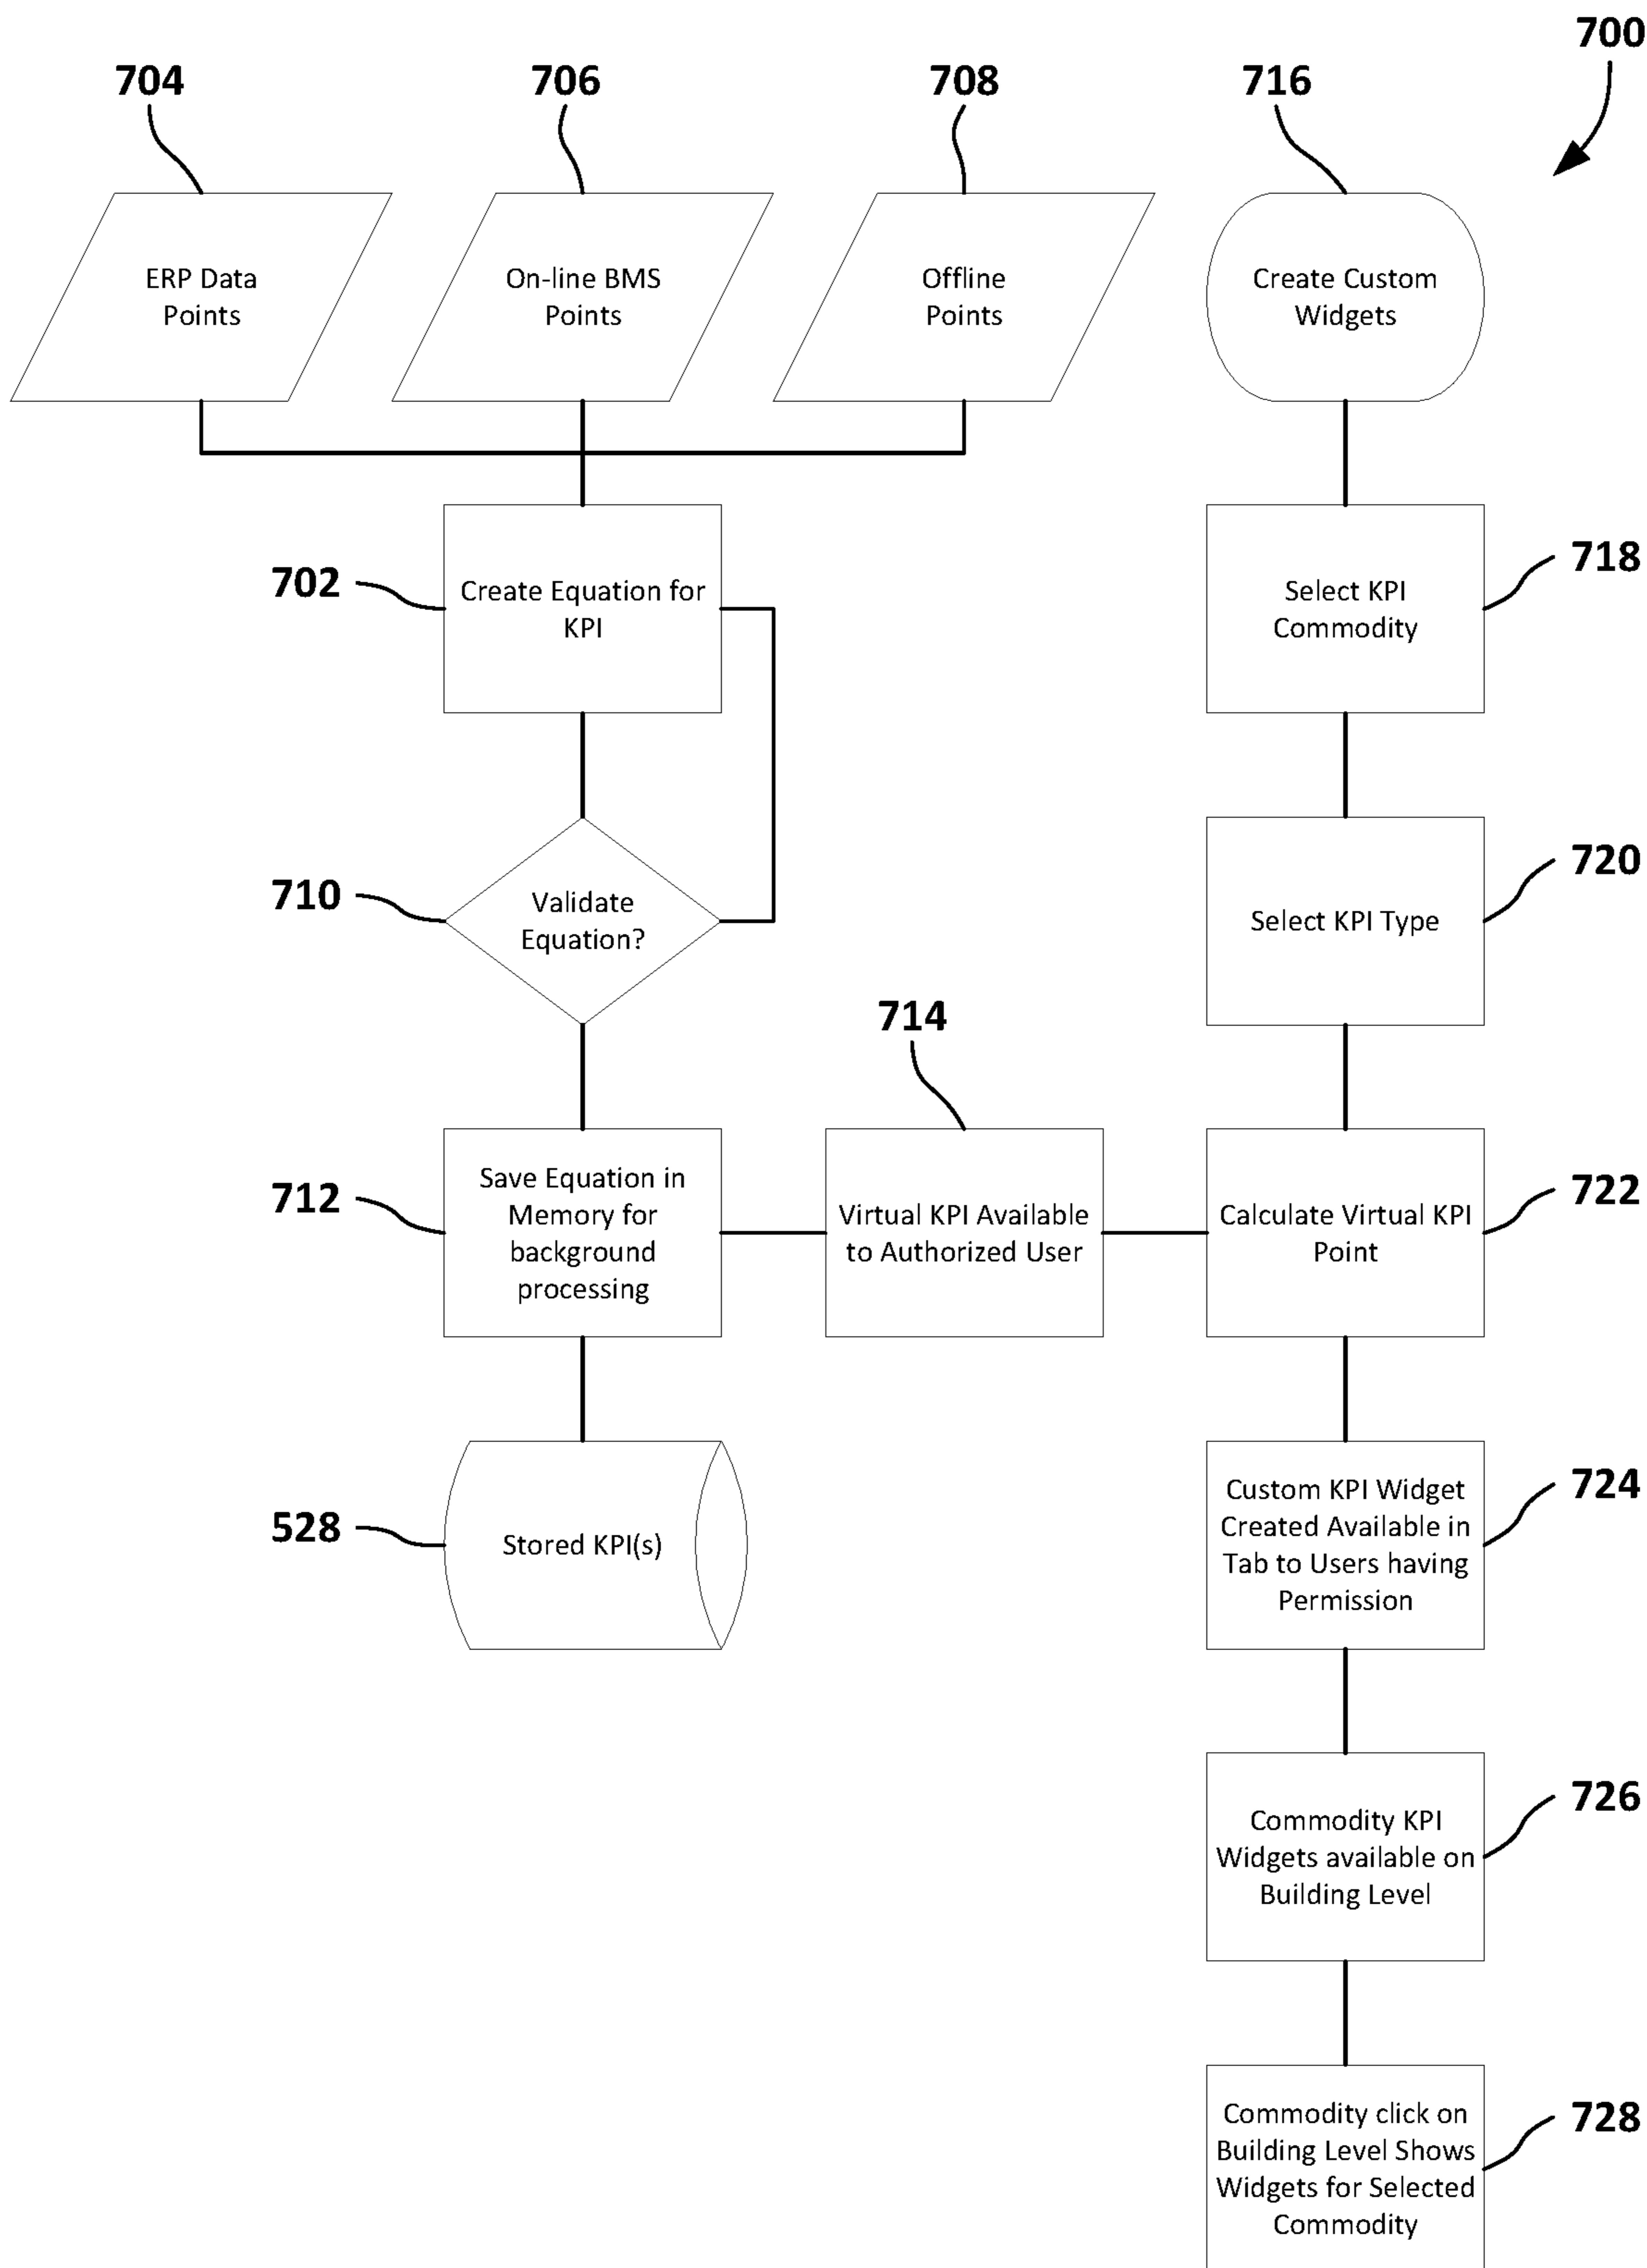 700
704
706
708
716
ERP Data
Points
On-line BMS
Points
Offline
Points
Create Custom
Widgets
702
Create Equation for
KPI
Select KPI
Commodity
718
710
Validate
Equation?
Select KPI Type
720
714
712
Save Equation in
Memory for
background
processing
Virtual KPI Available
to Authorized User
Calculate Virtual KPI
Point
722
528
Stored KPI(s)
Custom KPI Widget
Created Available in
Tab to Users having
Permission
724
Commodity KPI
Widgets available on
Building Level
726
Commodity click on
Building Level Shows
Widgets for Selected
Commodity
728